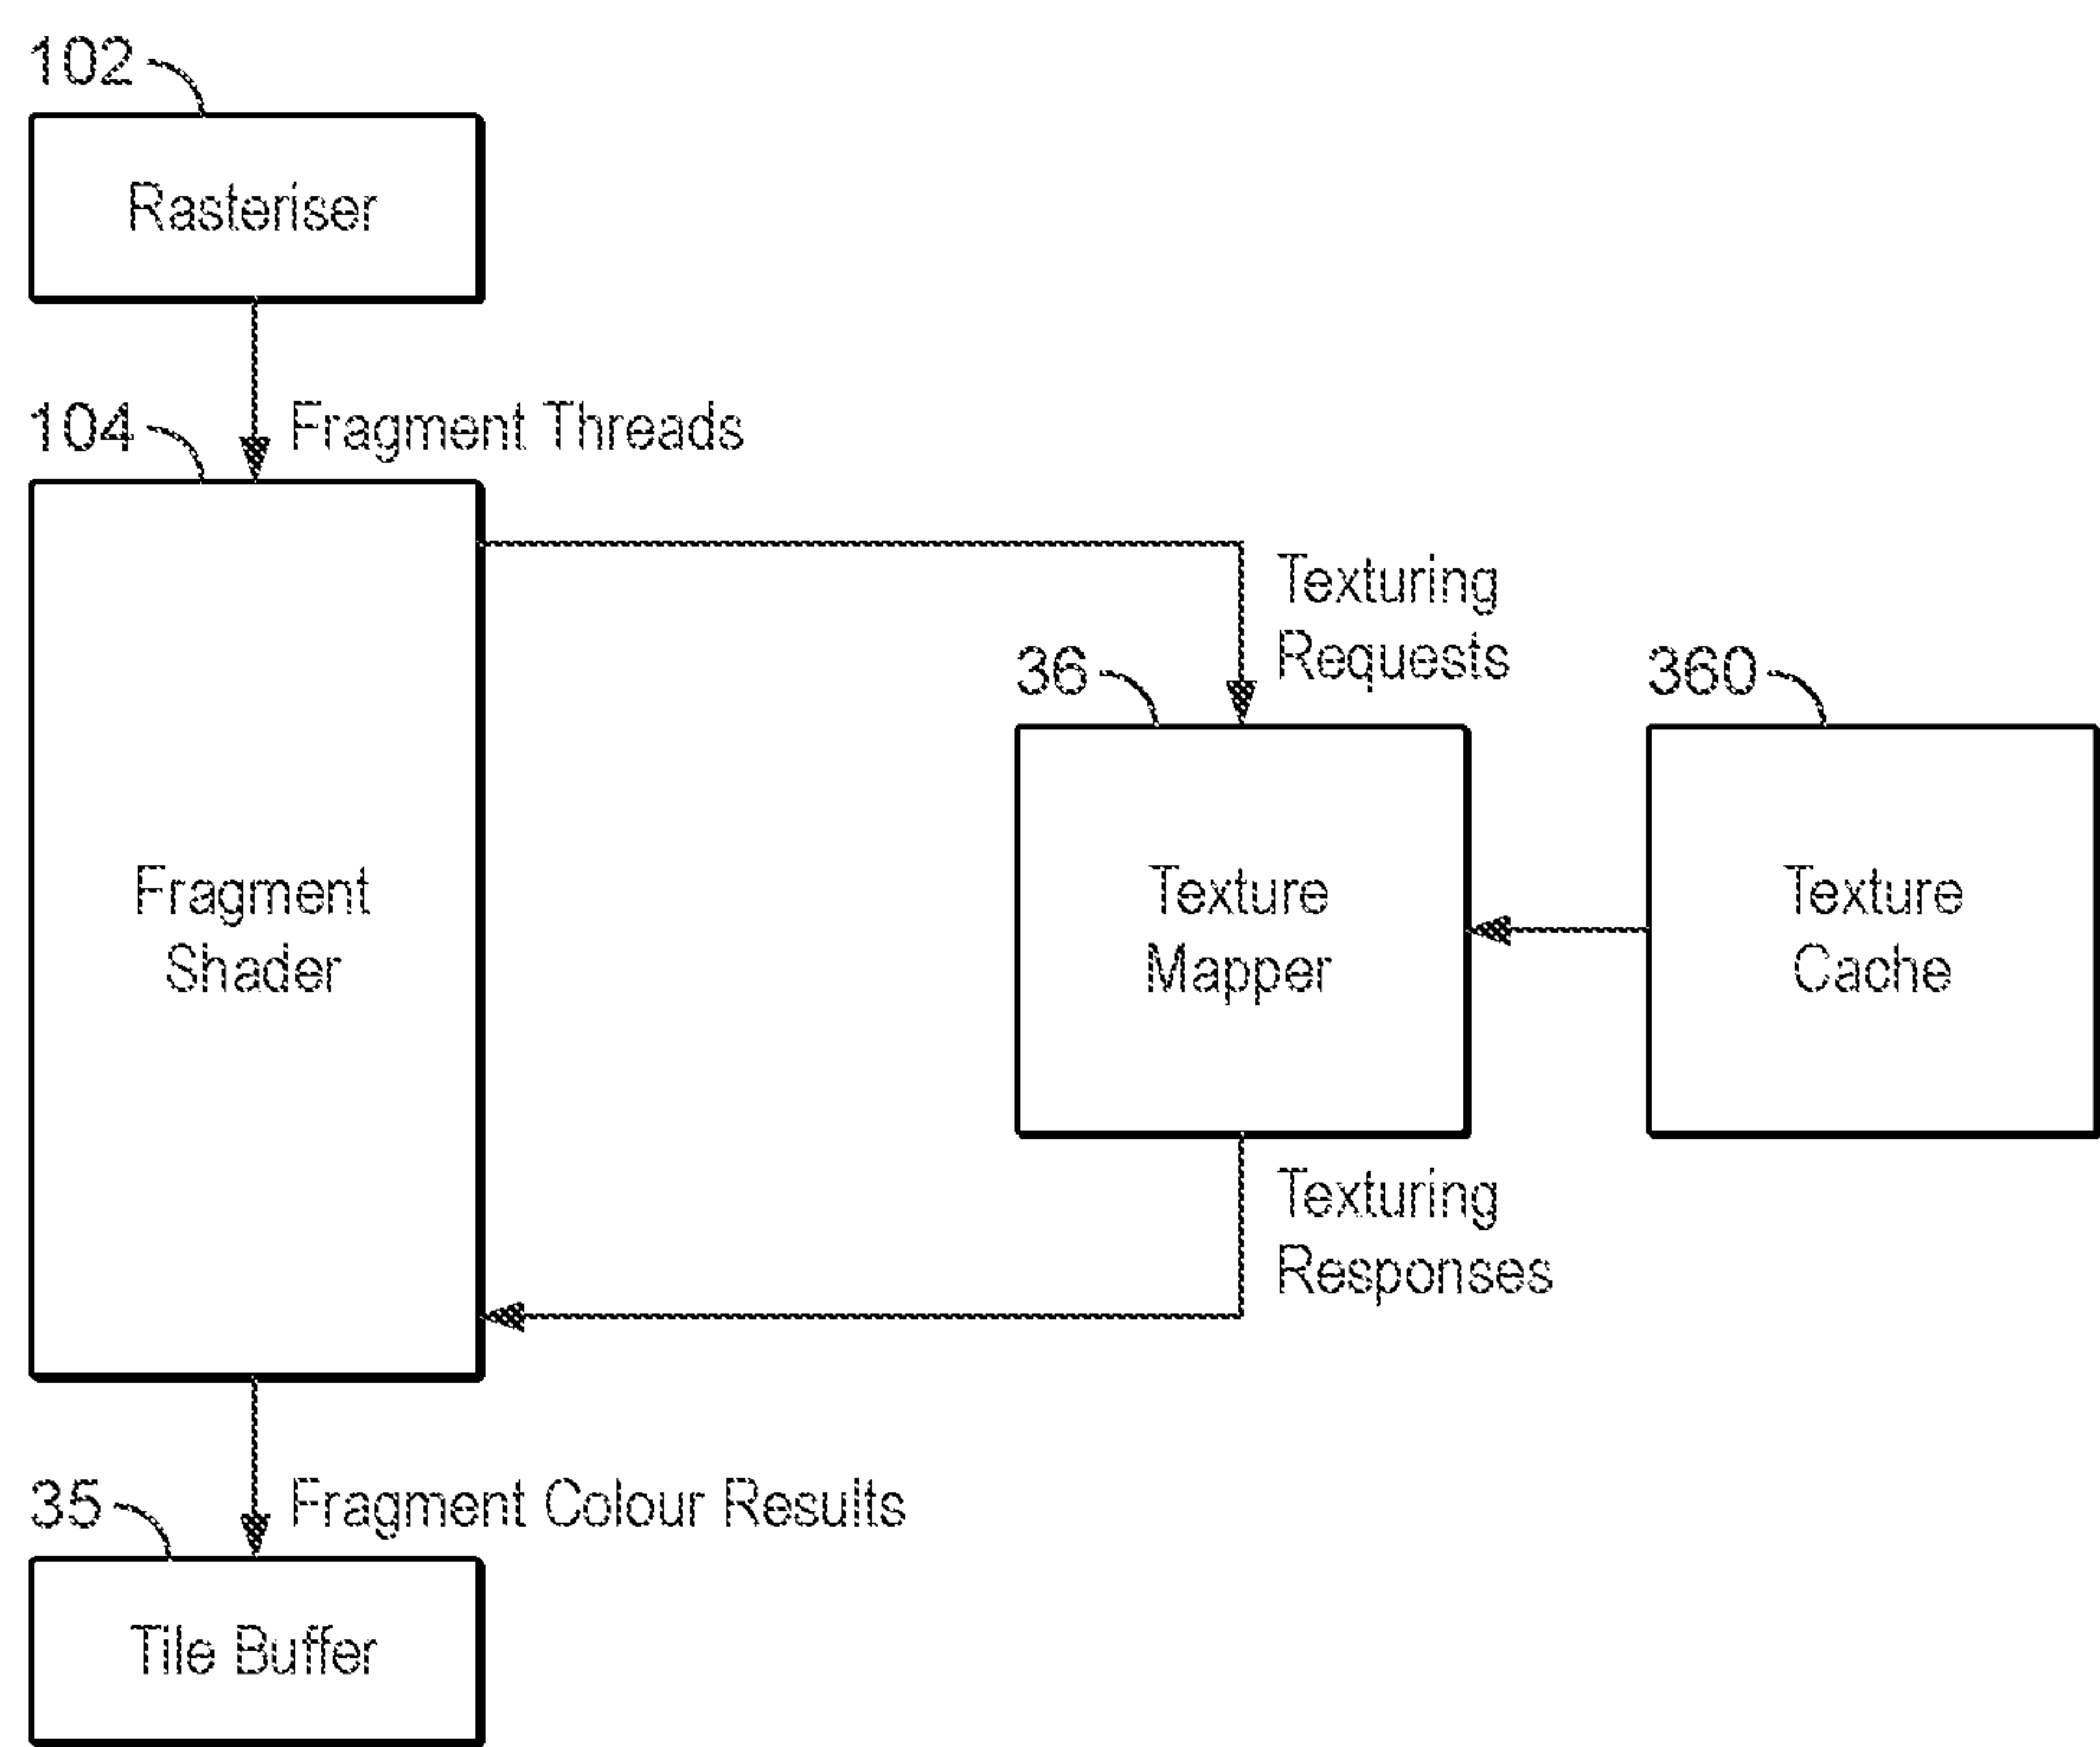 102
Rasteriser
104
Fragment Threads
Fragment
Shader
Texturing
Requests
36
360
Texture
Mapper
Texture
Cache
Texturing
Responses
35
Fragment Colour Results
Tile Buffer